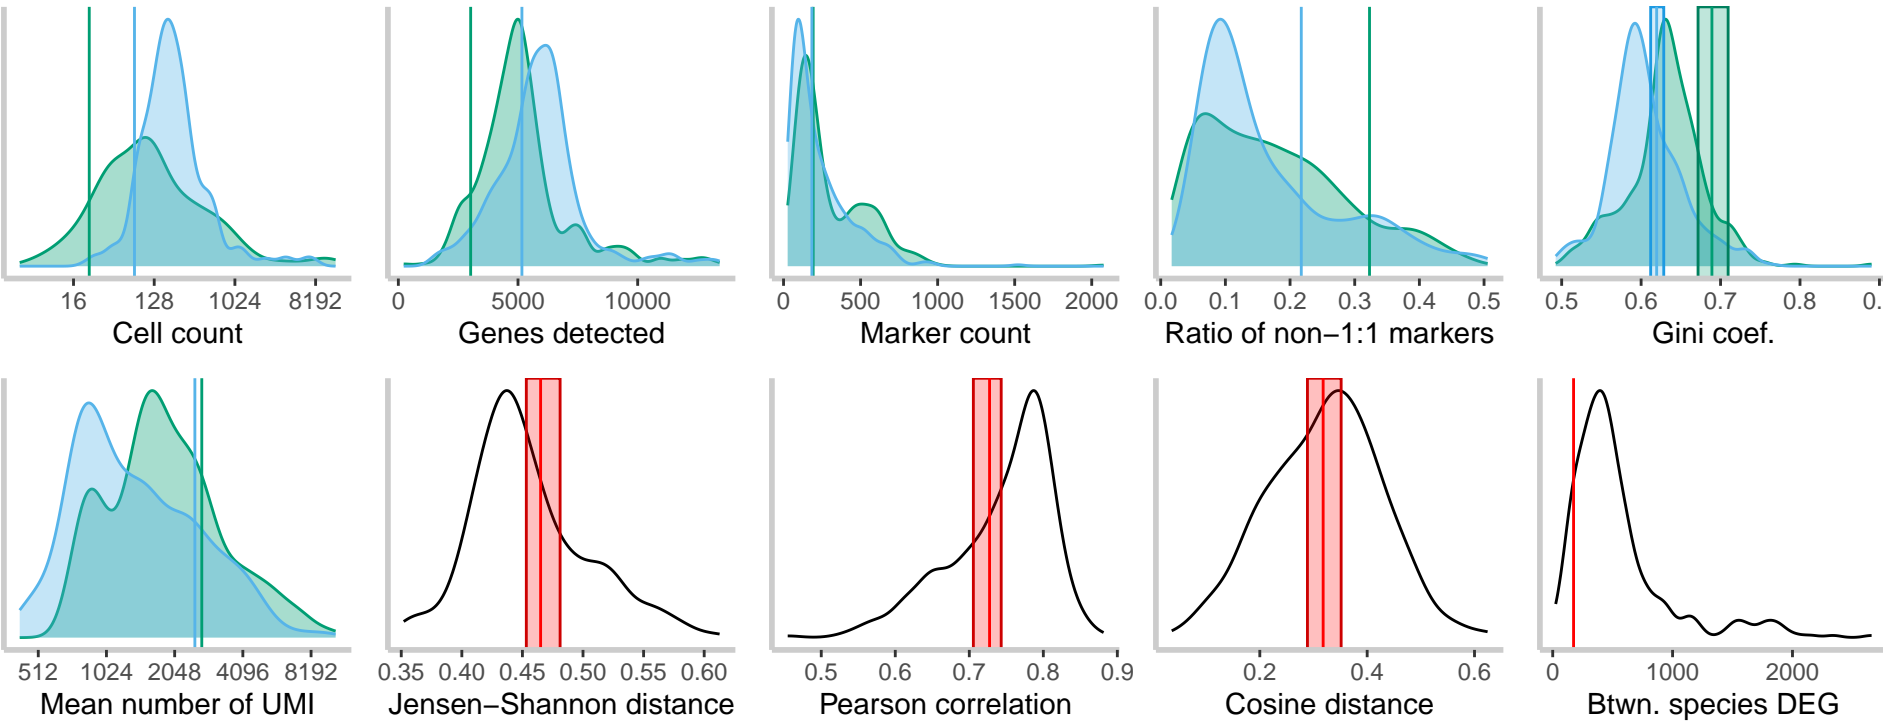 16 128 1024 8192
Cell count
0 5000 10000
Genes detected
0 500 1000 1500 2000
Marker count
0.0 0.1 0.2 0.3 0.4 0.5
Ratio of non−1:1 markers
0.5 0.6 0.7 0.8 0.
Gini coef.
512 1024 2048 4096 8192
Mean number of UMI
0.35 0.40 0.45 0.50 0.55 0.60
Jensen−Shannon distance
0.5 0.6 0.7 0.8 0.9
Pearson correlation
0.2 0.4 0.6
Cosine distance
0 1000 2000
Btwn. species DEG